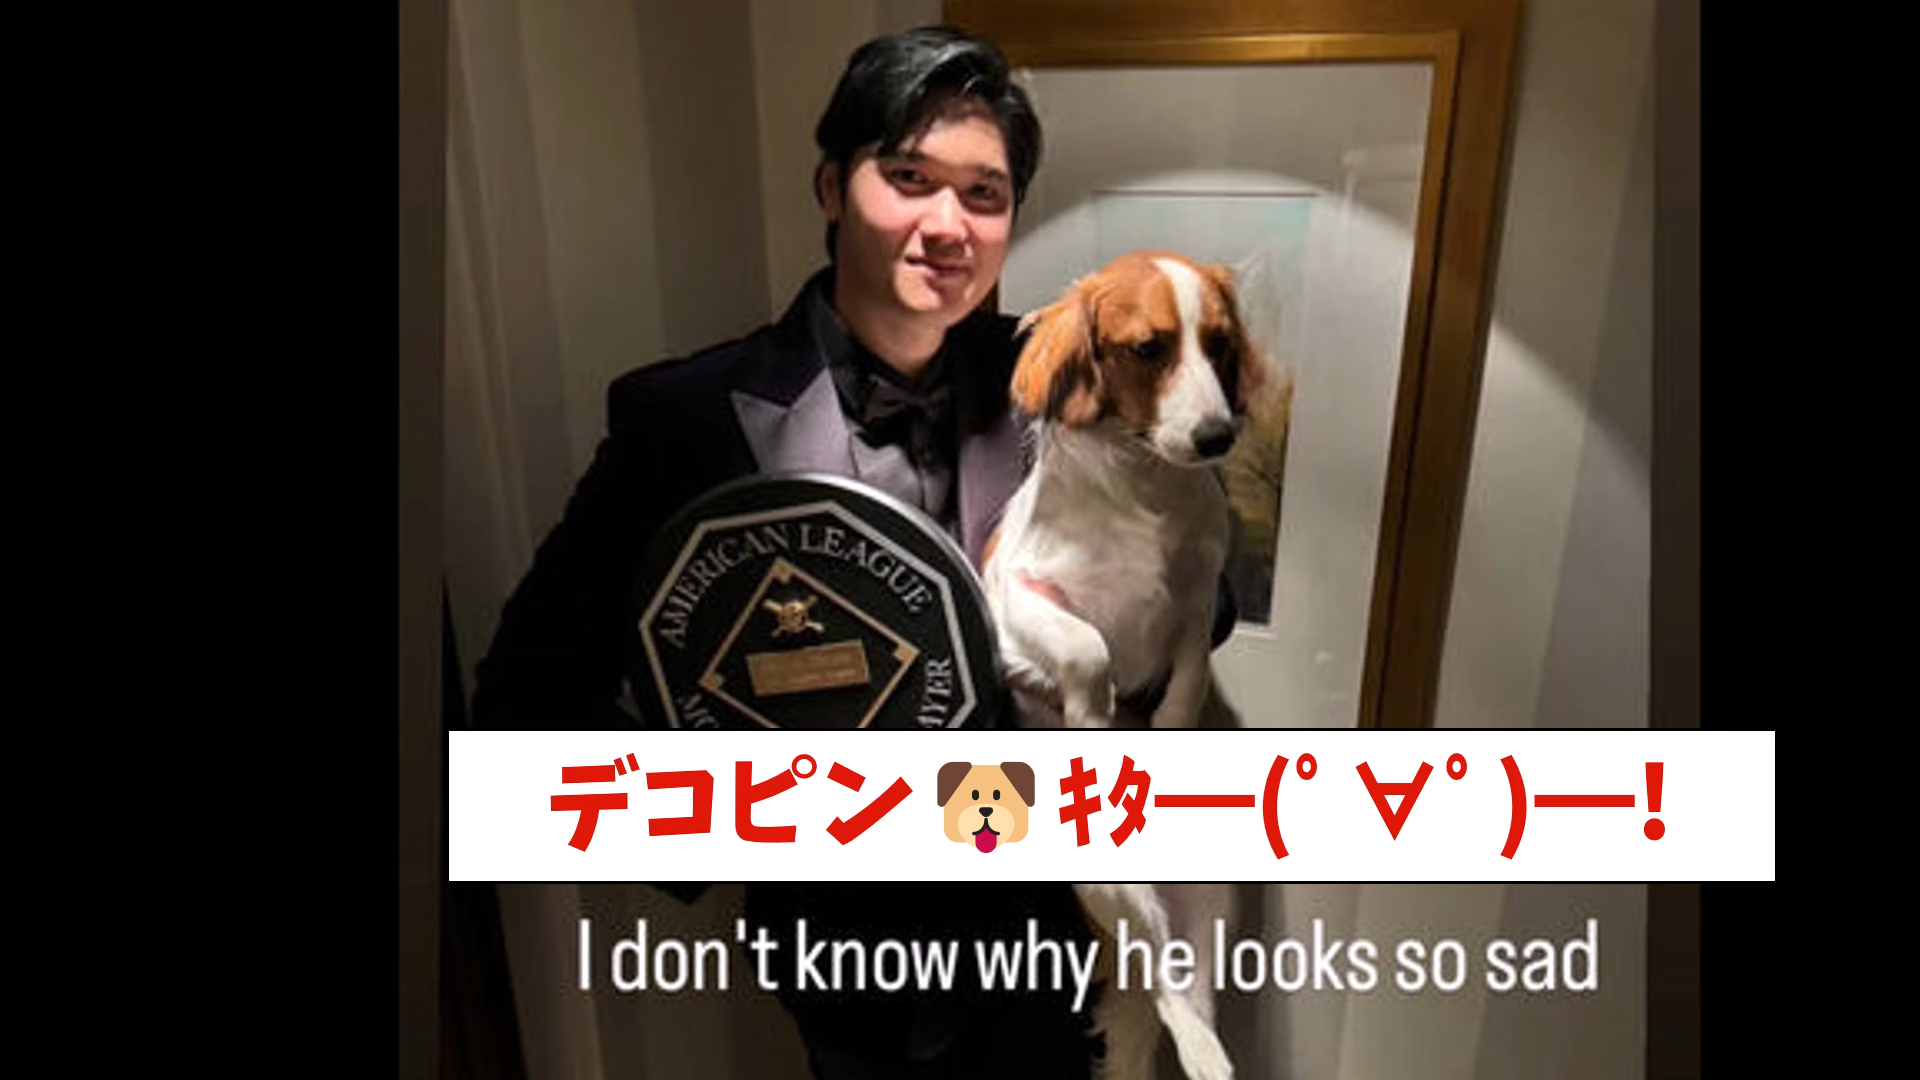 AMERICAN LEAGUE
デコピン🐶ｷﾀ―(ﾟ∀ﾟ)―!
I don't know why he looks so sad